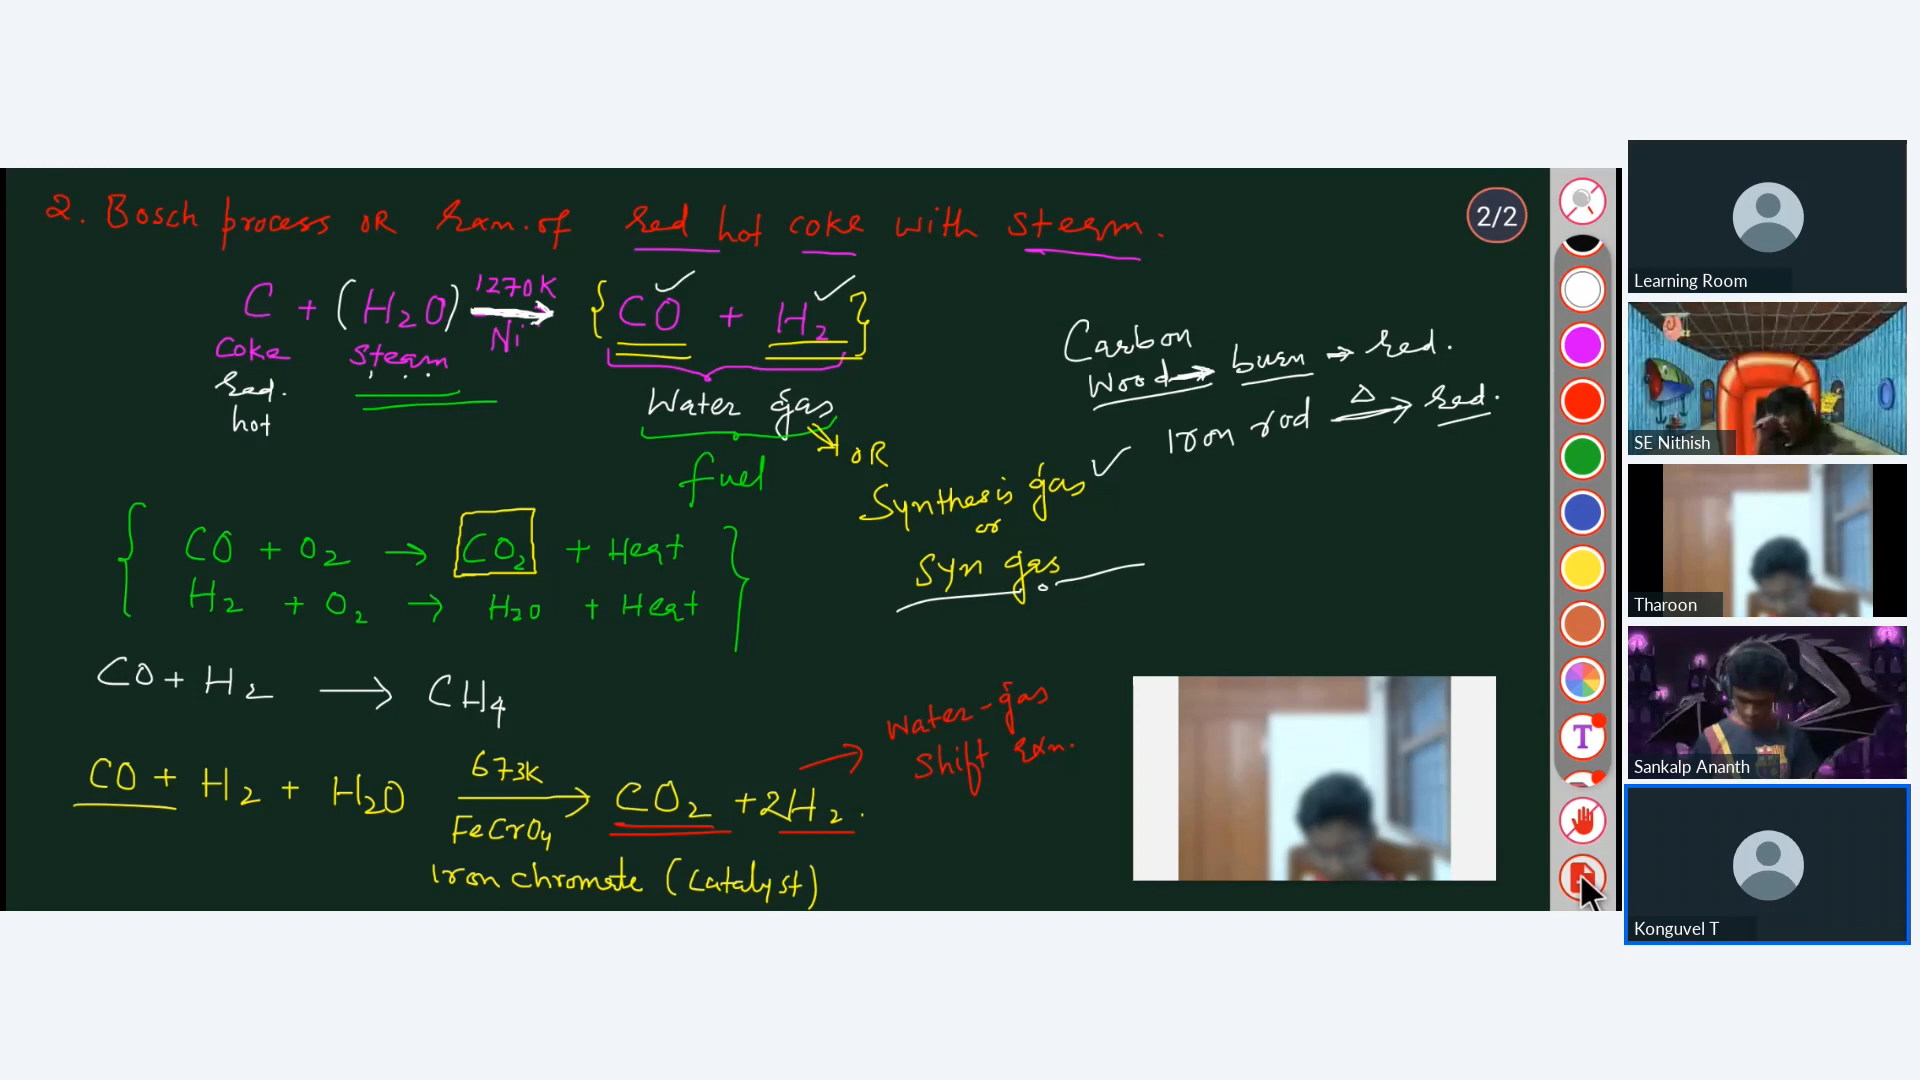 2. Bosch process OR rxn. of red hot coke with steam.
2/2
C + (H2O) 1270K Ni → {CO ✓ + H2 ✓}
Coke steam
red. hot
Water gas
fuel
OR
Synthesis gas ✓
or
Syn gas
Carbon
Wood → burn → red.
Iron rod Δ → red.
{ CO + O2 → CO2 + Heat
H2 + O2 → H2O + Heat }
CO + H2 → CH4
CO + H2 + H2O 673K → FeCrO4 CO2 + 2H2.
Iron chromate (catalyst)
→ Water-gas
Shift rxn.
T
Learning Room
SE Nithish
Tharoon
Sankalp Ananth
Konguvel T